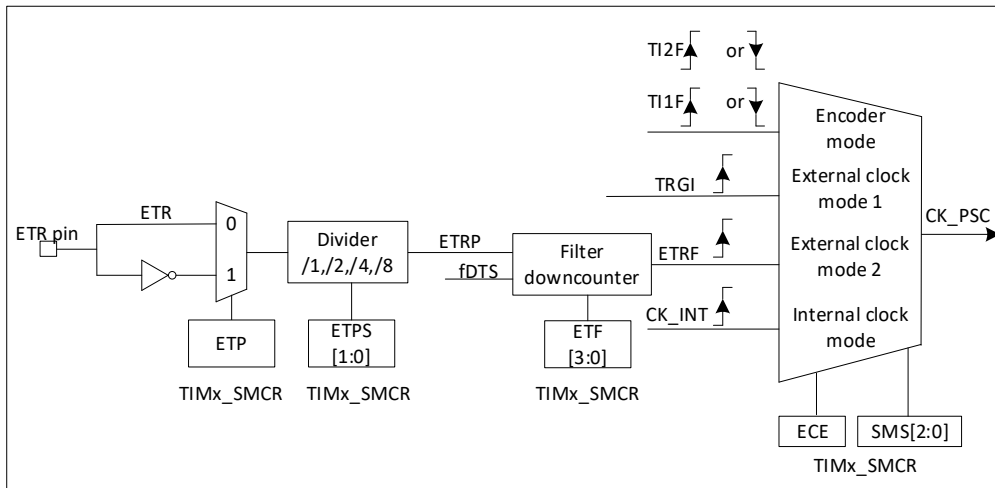 TI2F or
TI1F or
Encoder
mode
TRGI
External clock
mode 1
CK_PSC
ETR pin
ETR
0
1
Divider
/1,/2,/4,/8
ETRP
fDTS
Filter
downcounter
ETRF
External clock
mode 2
CK_INT
Internal clock
mode
ETP
ETPS
[1:0]
ETF
[3:0]
TIMx_SMCR
TIMx_SMCR
TIMx_SMCR
ECE
SMS[2:0]
TIMx_SMCR